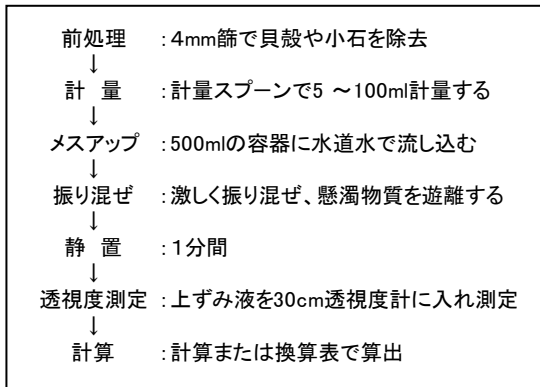 前処理 ：4mm篩で貝殻や小石を除去
↓
計 量 ：計量スプーンで5 ～100ml計量する
↓
メスアップ ：500mlの容器に水道水で流し込む
↓
振り混ぜ ：激しく振り混ぜ、懸濁物質を遊離する
↓
静 置 ：1分間
↓
透視度測定 ：上ずみ液を30cm透視度計に入れ測定
↓
計算 ：計算または換算表で算出